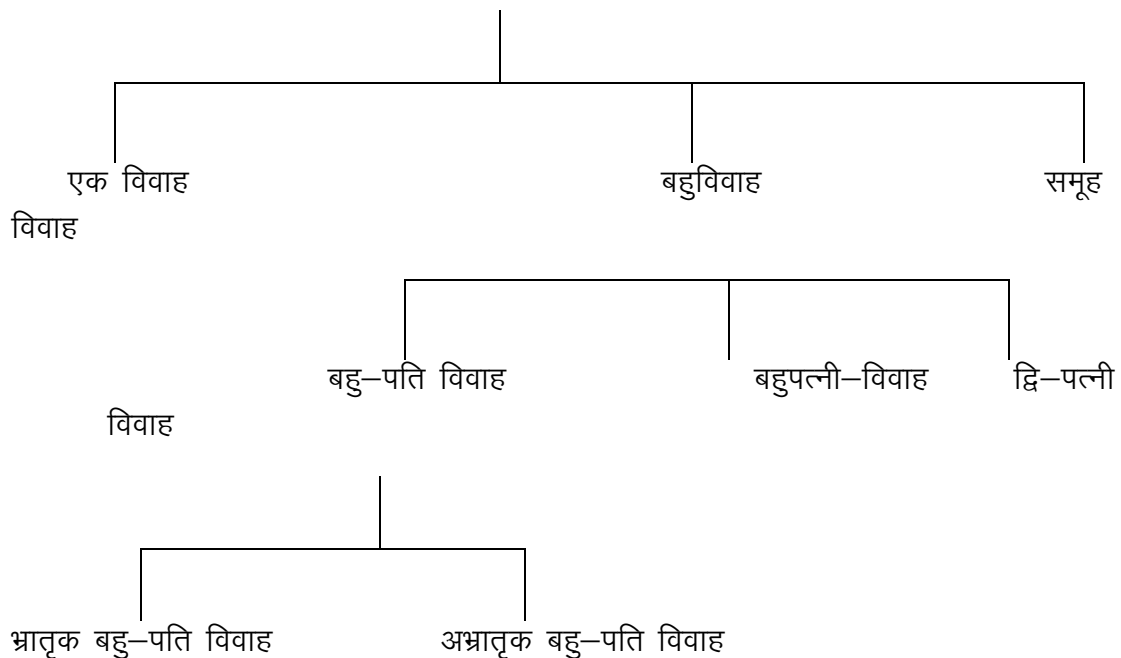 एक विवाह बहुविवाह समूह
विवाह
बहु–पति विवाह बहुपत्नी–विवाह द्वि–पत्नी
विवाह
भ्रातृक बहु–पति विवाह अभ्रातृक बहु–पति विवाह